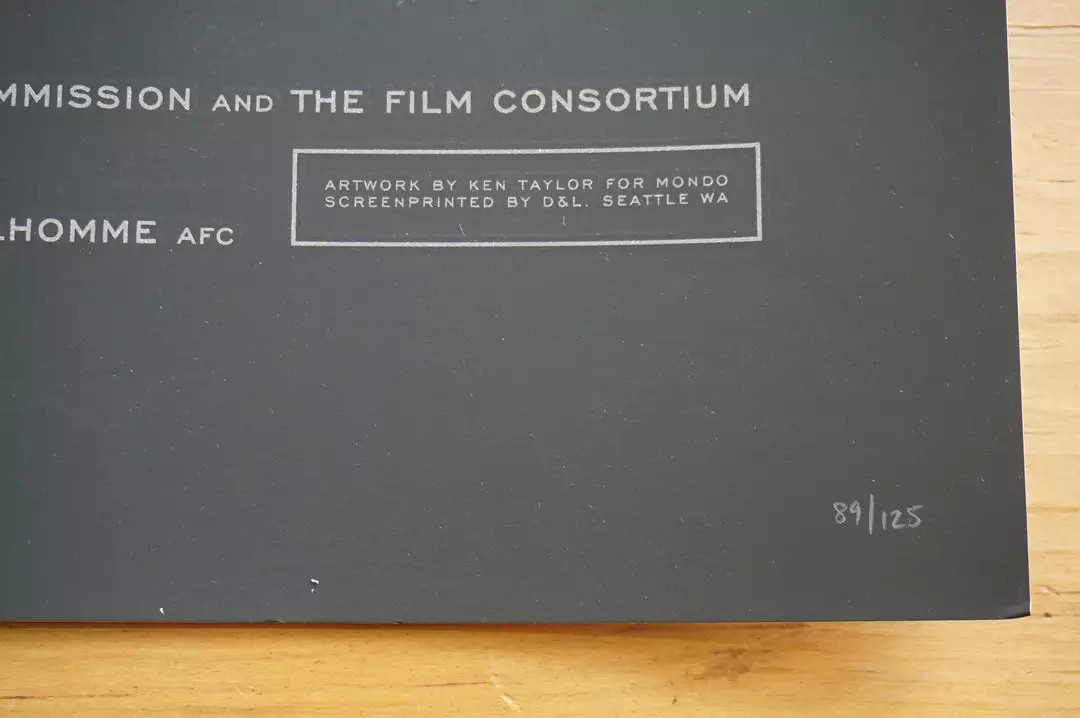 MMISSION AND THE FILM CONSORTIUM
ARTWORK BY KEN TAYLOR FOR MONDO
SCREENPRINTED BY D&L. SEATTLE WA
LHOMME AFC
89/125